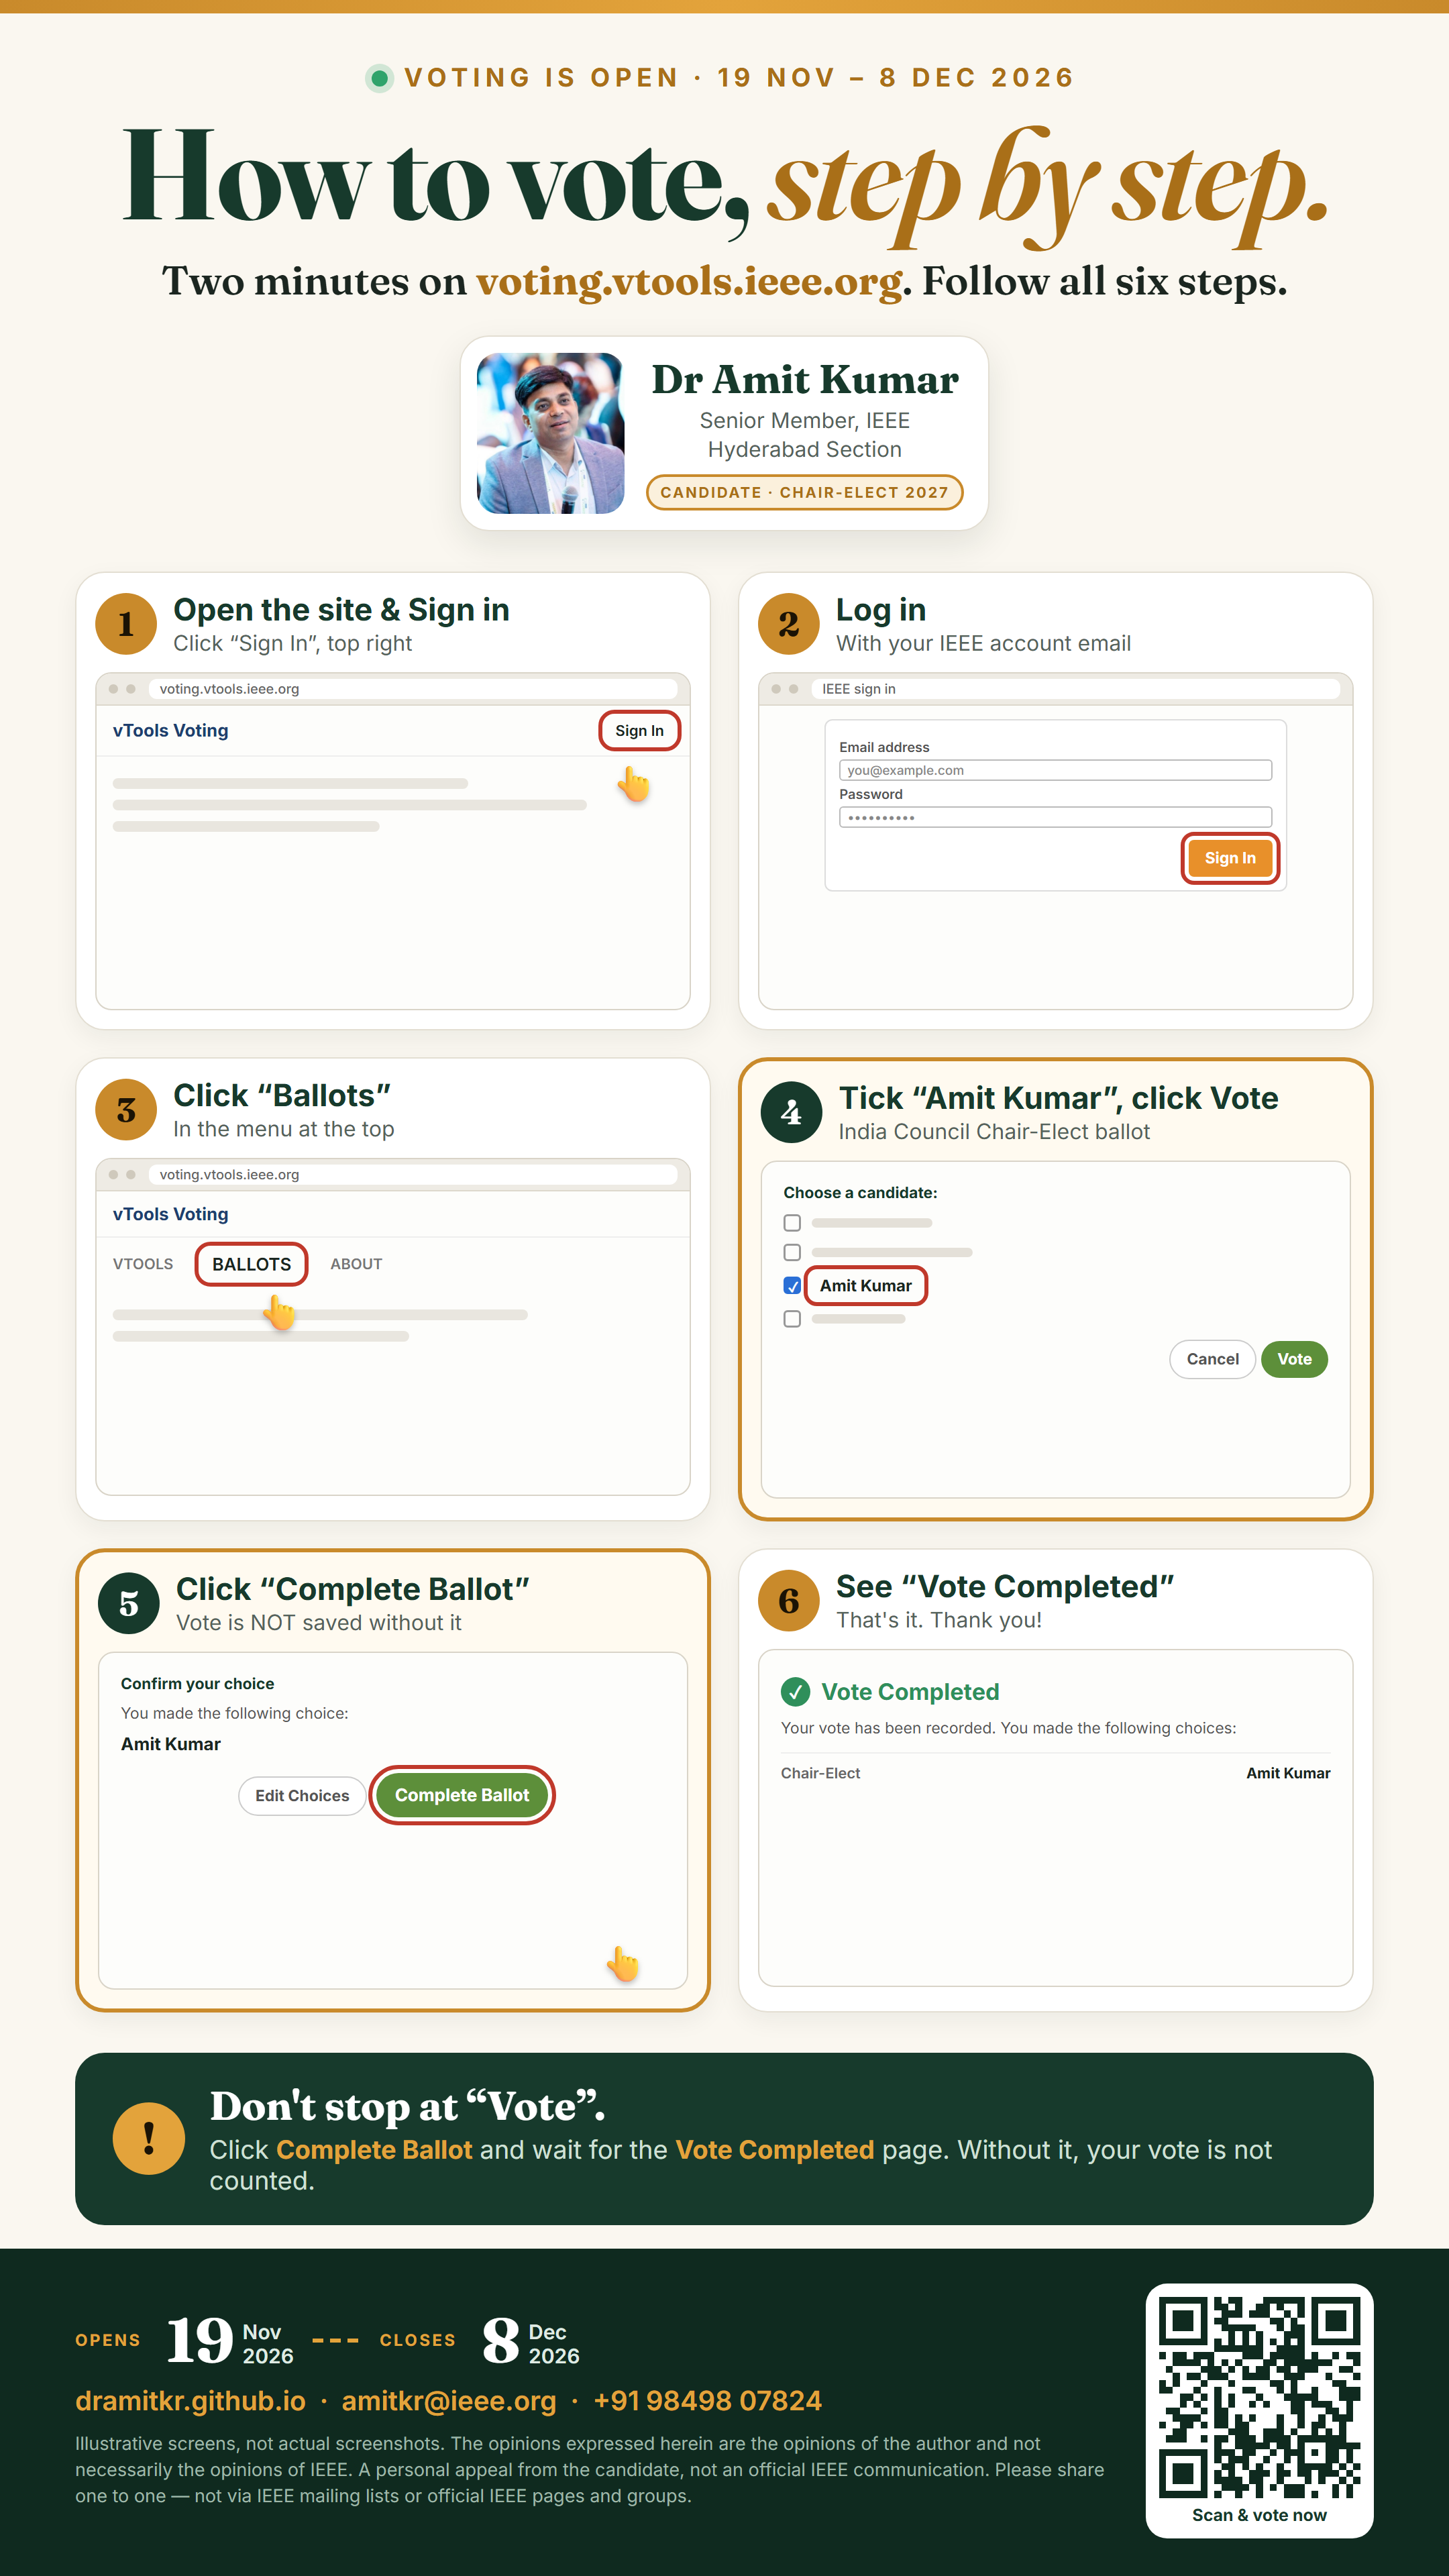 VOTING IS OPEN · 19 NOV – 8 DEC 2026
How to vote, step by step.
Two minutes on voting.vtools.ieee.org. Follow all six steps.
Dr Amit Kumar
Senior Member, IEEE
Hyderabad Section
CANDIDATE · CHAIR-ELECT 2027
1
Open the site & Sign in
Click “Sign In”, top right
voting.vtools.ieee.org
vTools Voting
Sign In
2
Log in
With your IEEE account email
IEEE sign in
Email address
you@example.com
Password
••••••••••
Sign In
3
Click “Ballots”
In the menu at the top
voting.vtools.ieee.org
vTools Voting
VTOOLS BALLOTS ABOUT
4
Tick “Amit Kumar”, click Vote
India Council Chair-Elect ballot
Choose a candidate:
Amit Kumar
Cancel Vote
5
Click “Complete Ballot”
Vote is NOT saved without it
Confirm your choice
You made the following choice:
Amit Kumar
Edit Choices Complete Ballot
6
See “Vote Completed”
That's it. Thank you!
Vote Completed
Your vote has been recorded. You made the following choices:
Chair-Elect Amit Kumar
!
Don't stop at “Vote”.
Click Complete Ballot and wait for the Vote Completed page. Without it, your vote is not
counted.
OPENS 19 Nov 2026 --- CLOSES 8 Dec 2026
dramitkr.github.io · amitkr@ieee.org · +91 98498 07824
Illustrative screens, not actual screenshots. The opinions expressed herein are the opinions of the author and not
necessarily the opinions of IEEE. A personal appeal from the candidate, not an official IEEE communication. Please share
one to one — not via IEEE mailing lists or official IEEE pages and groups.
Scan & vote now